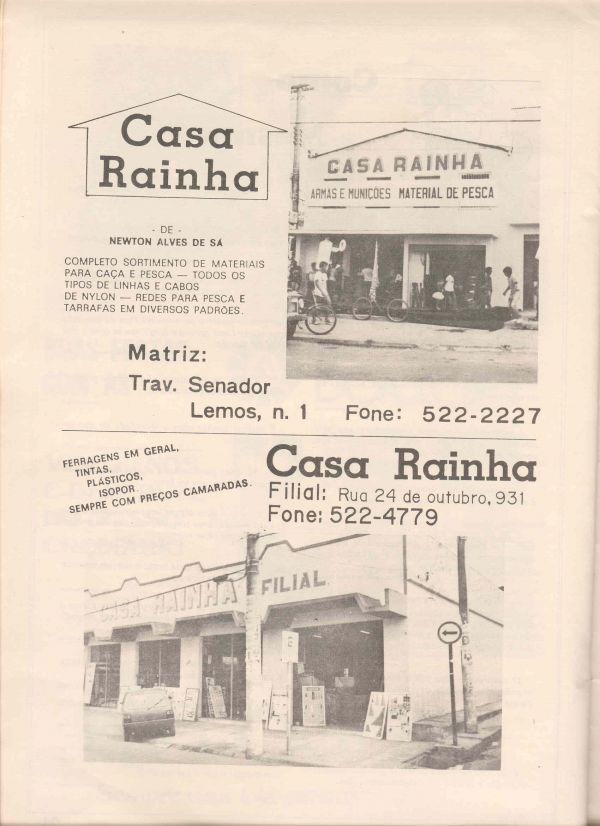 Casa
Rainha
- DE -
NEWTON ALVES DE SÁ
COMPLETO SORTIMENTO DE MATERIAIS
PARA CAÇA E PESCA — TODOS OS
TIPOS DE LINHAS E CABOS
DE NYLON — REDES PARA PESCA E
TARRAFAS EM DIVERSOS PADRÕES.
CASA RAINHA
ARMAS E MUNIÇÕES MATERIAL DE PESCA
Matriz:
Trav. Senador
Lemos, n. 1 Fone: 522-2227
FERRAGENS EM GERAL,
TINTAS,
PLÁSTICOS,
ISOPOR.
SEMPRE COM PREÇOS CAMARADAS.
Casa Rainha
Filial: Rua 24 de outubro, 931
Fone: 522-4779
CASA RAINHA FILIAL